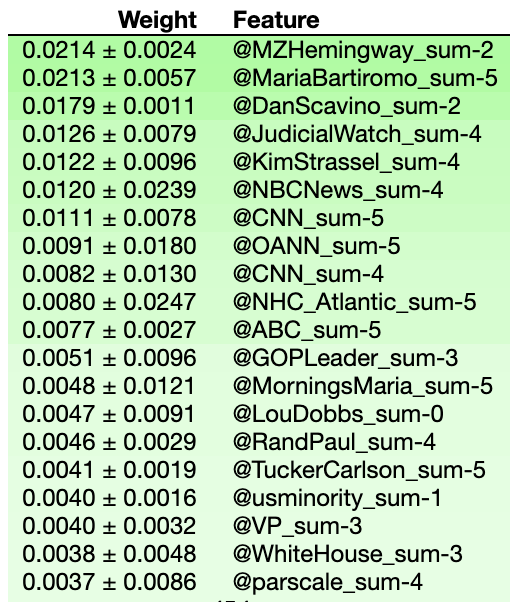 Weight Feature
0.0214 ± 0.0024 @MZHemingway_sum-2
0.0213 ± 0.0057 @MariaBartiromo_sum-5
0.0179 ± 0.0011 @DanScavino_sum-2
0.0126 ± 0.0079 @JudicialWatch_sum-4
0.0122 ± 0.0096 @KimStrassel_sum-4
0.0120 ± 0.0239 @NBCNews_sum-4
0.0111 ± 0.0078 @CNN_sum-5
0.0091 ± 0.0180 @OANN_sum-5
0.0082 ± 0.0130 @CNN_sum-4
0.0080 ± 0.0247 @NHC_Atlantic_sum-5
0.0077 ± 0.0027 @ABC_sum-5
0.0051 ± 0.0096 @GOPLeader_sum-3
0.0048 ± 0.0121 @MorningsMaria_sum-5
0.0047 ± 0.0091 @LouDobbs_sum-0
0.0046 ± 0.0029 @RandPaul_sum-4
0.0041 ± 0.0019 @TuckerCarlson_sum-5
0.0040 ± 0.0016 @usminority_sum-1
0.0040 ± 0.0032 @VP_sum-3
0.0038 ± 0.0048 @WhiteHouse_sum-3
0.0037 ± 0.0086 @parscale_sum-4